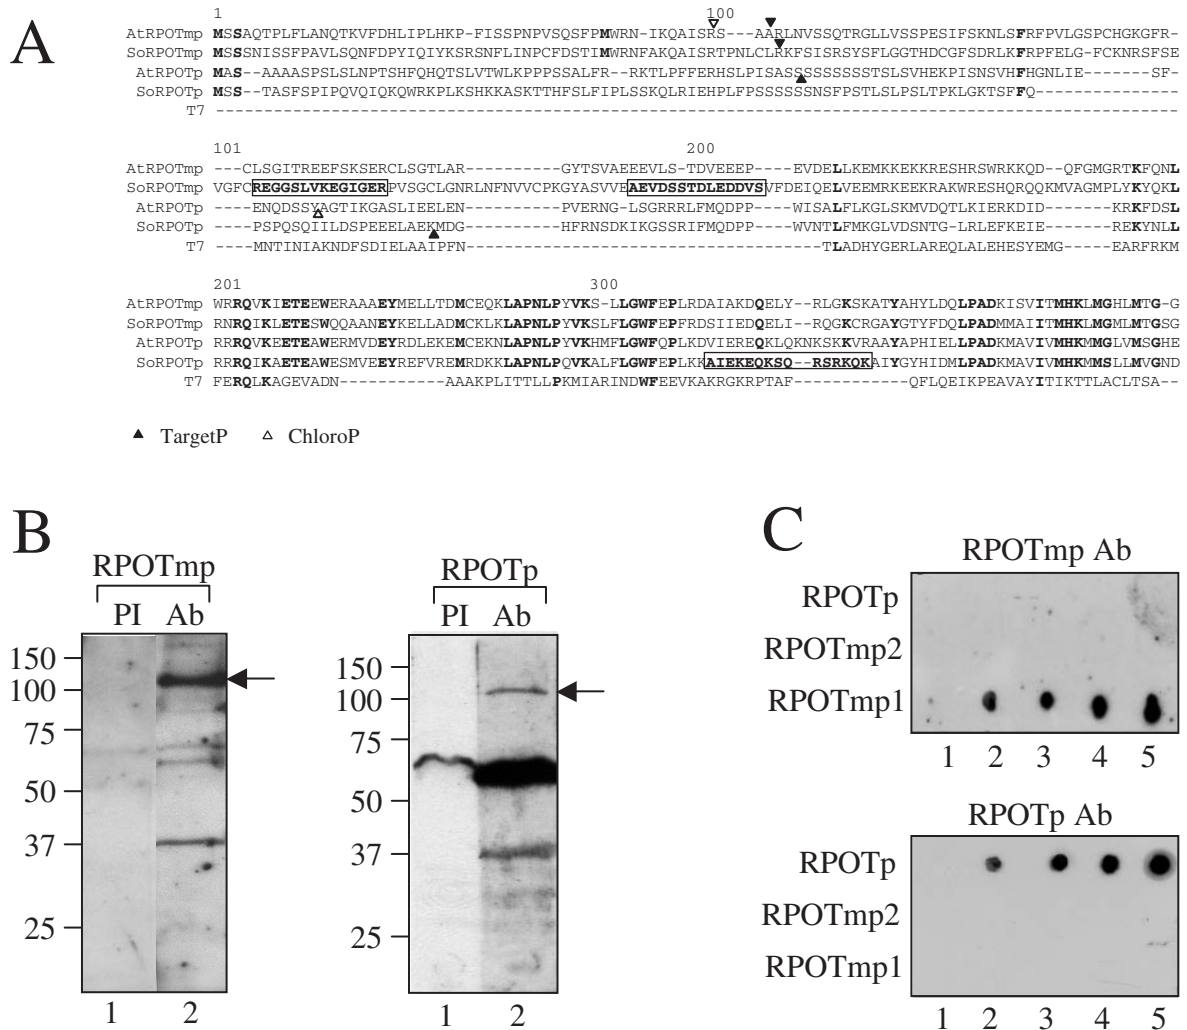 A
1 100
AtRPOTmp MSSAQTPLFLANQTKVFDHLIPLHKP-FISSPNPVSQSFPMWRN-IKQAISRS---AARLNVSSQTRGLLVSSPESIFSKNLSFRFPVLGSPCHGKGFR-
SoRPOTmp MSSSNISSFPAVLSQNFDPYIQIYKSRSNFLINPCFDSTIMWRNFAKQAISRTPNLCLRKFSISRSYSFLGGTHDCGFSDRLKFRGEPLG-FCKNRSFSE
AtRPOTp MAS--AAAASPSLSLNPTSHFQHQTSLVTWLKPPPSSALFR--RKTLPFFERHSLPISASSSSSSSSSTSLSVHEKPISNSVHFHGNLIE-----SF-
SoRPOTp MSS--TASFSPIPQVQIQKQWRKPLKSHKKASKTTHFSLFIPLSSKQLRIEHPLFPSSSSSSSNSFPSTLSLPSLTPKLGKTSFFQ---------------
T7
101 200
AtRPOTmp ---CLSGITREEFSKSERCLSGTLAR----------GYTSVAEEEVLS-TDVEEEP----EVDELLKEMKKEKKRESHRSWRKKQD-QFGMGRTKFQNL
SoRPOTmp VGFCREGGSLVKEGIGERPVSGCLGNRLNFNVVCPKGYASVVEAEVDSSTDLEDDVSVFDEIQELVEEMRKEEKRAKWRESHQRQQKMVAGMPLYKYQKL
AtRPOTp ----ENQDSSYAGTIKGASLIEELEN----------PVERNG-LSGRRRLFMQDPP----WISALFLKGLSKMVDQTLKIERKDID------KRKFDSL
SoRPOTp ----PSPQSQIILDSPEEELAEKMDG----------HFRNSDKIKGSSRIFMQDPP----WVNTLFMKGLVDSNTG-LRLEFKEIE------REKYNLL
T7 ----MNTINIAKNDFSDIELAAIPFN----------------------------------TLADHYGERLAREQLALEHESYEMG----EARFRKM
201 300
AtRPOTmp WRRQVKIETEEWERAAAEYMELLTDMCEQKLAPNLPYVKS-LLGWFEPLRDAIAKDQELY--RLGKSKATYAHYLDQLPADKISVITMHKLMGHLMTG-G
SoRPOTmp RNRQIKLETESWQQAANEYKELLADMCKLKLAPNLPYVKSLFLGWFEPFRDSIIEDQELI--RQGKCRGAYGTYFDQLPADMMAIITMHKLMGMLMTGSG
AtRPOTp RRRQVKEETEAWERMVDEYRDLEKEMCEKNLAPNLPYVKHMFLGWFQPLKDVIEREQKLQKNKSKKVRAAYAPHIELLPADKMAVIVMHKMMGLVMSGHE
SoRPOTp RRRQIKAETEAWESMVEEYREFVREMRDKKLAPNLPQVKALFLGWFEPLKKAIEKEQKSQ--RSRKQKAIYGYHIDMLPADLMAVIVMHKMMSLLMVGND
T7 FERQLKAGEVADN-----------AAAKPLITTLLPKMIARINDWFEEVKAKRGKRPTAF------------QFLQEIKPEAVAYITIKTTLACLTSA--
▲ TargetP △ ChloroP
B
RPOTmp
PI Ab
150
100
75
50
37
25
1 2
RPOTp
PI Ab
150
100
75
50
37
25
1 2
C
RPOTmp Ab
RPOTp
RPOTmp2
RPOTmp1
1 2 3 4 5
RPOTp Ab
RPOTp
RPOTmp2
RPOTmp1
1 2 3 4 5